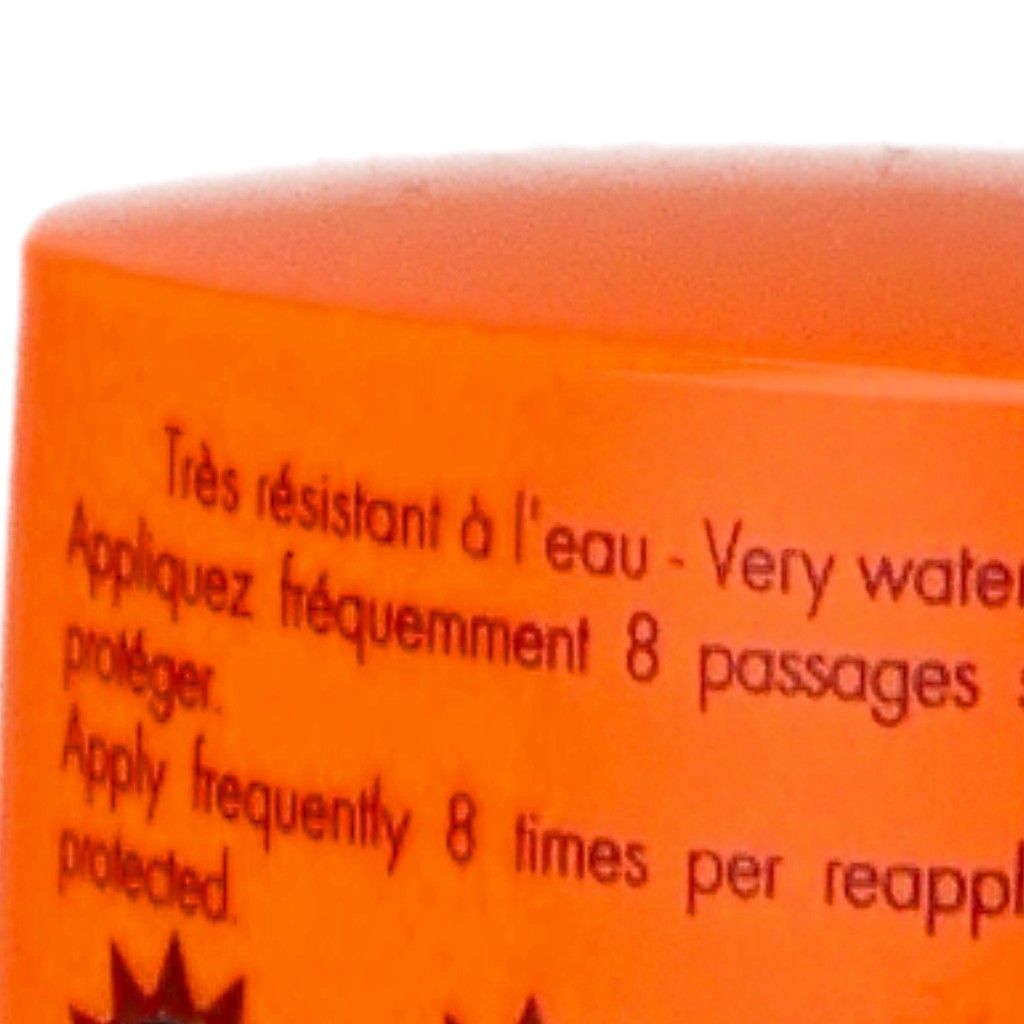 Très résistant à l'eau - Very water
Appliquez fréquemment 8 passages
protéger.
Apply frequently 8 times per reappl
protected.